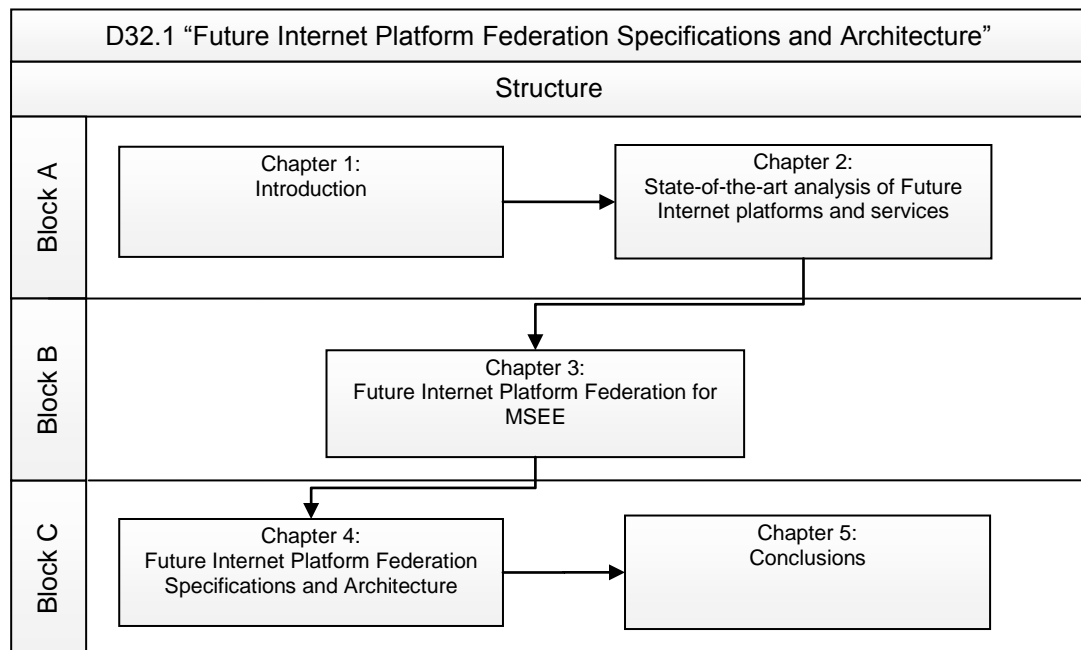 D32.1 “Future Internet Platform Federation Specifications and Architecture”
Structure
Block A
Chapter 1:
Introduction
Chapter 2:
State-of-the-art analysis of Future
Internet platforms and services
Block B
Chapter 3:
Future Internet Platform Federation for
MSEE
Block C
Chapter 4:
Future Internet Platform Federation
Specifications and Architecture
Chapter 5:
Conclusions